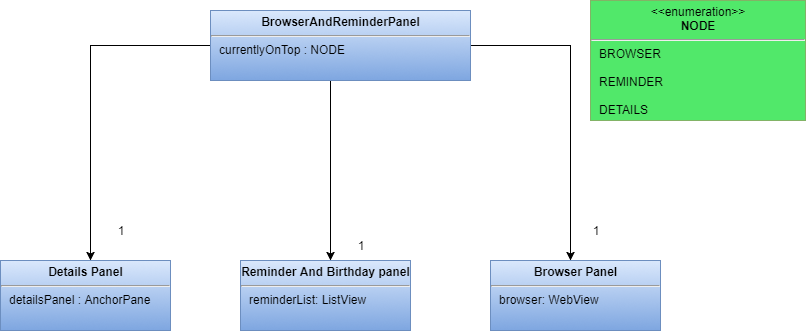 BrowserAndReminderPanel
currentlyOnTop : NODE
<<enumeration>>
NODE
BROWSER
REMINDER
DETAILS
1
1
1
Details Panel
detailsPanel : AnchorPane
Reminder And Birthday panel
reminderList: ListView
Browser Panel
browser: WebView